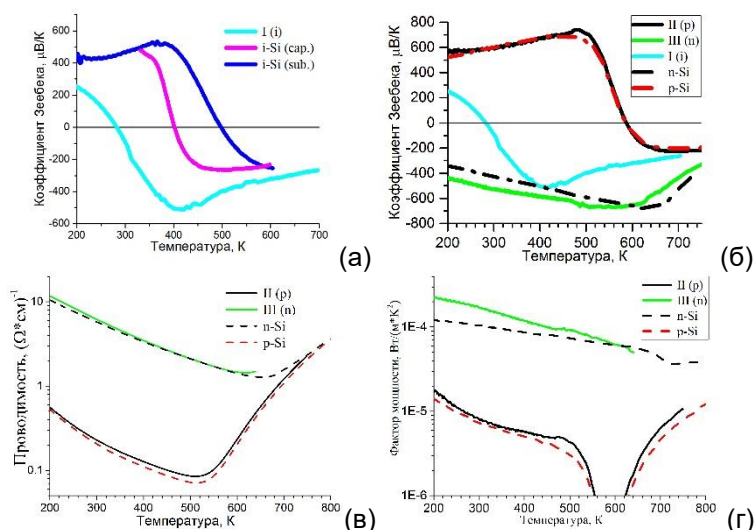 I (i)
i-Si (cap.)
i-Si (sub.)
Коэффициент Зеебека, µВ/К
600
400
200
0
-200
-400
-600
200 300 400 500 600 700
Температура, К
(а)
II (p)
III (n)
I (i)
n-Si
p-Si
Коэффициент Зеебека, µВ/К
800
600
400
200
0
-200
-400
-600
-800
200 300 400 500 600 700
Температура, К
(б)
II (p)
III (n)
n-Si
p-Si
Проводимость, (Ω*см)⁻¹
10
1
0.1
200 300 400 500 600 700 800
Температура, К
(в)
II (p)
III (n)
n-Si
p-Si
Фактор мощности, Вт/(м*К²)
1E-4
1E-5
1E-6
200 300 400 500 600 700 800
Температура, К
(г)